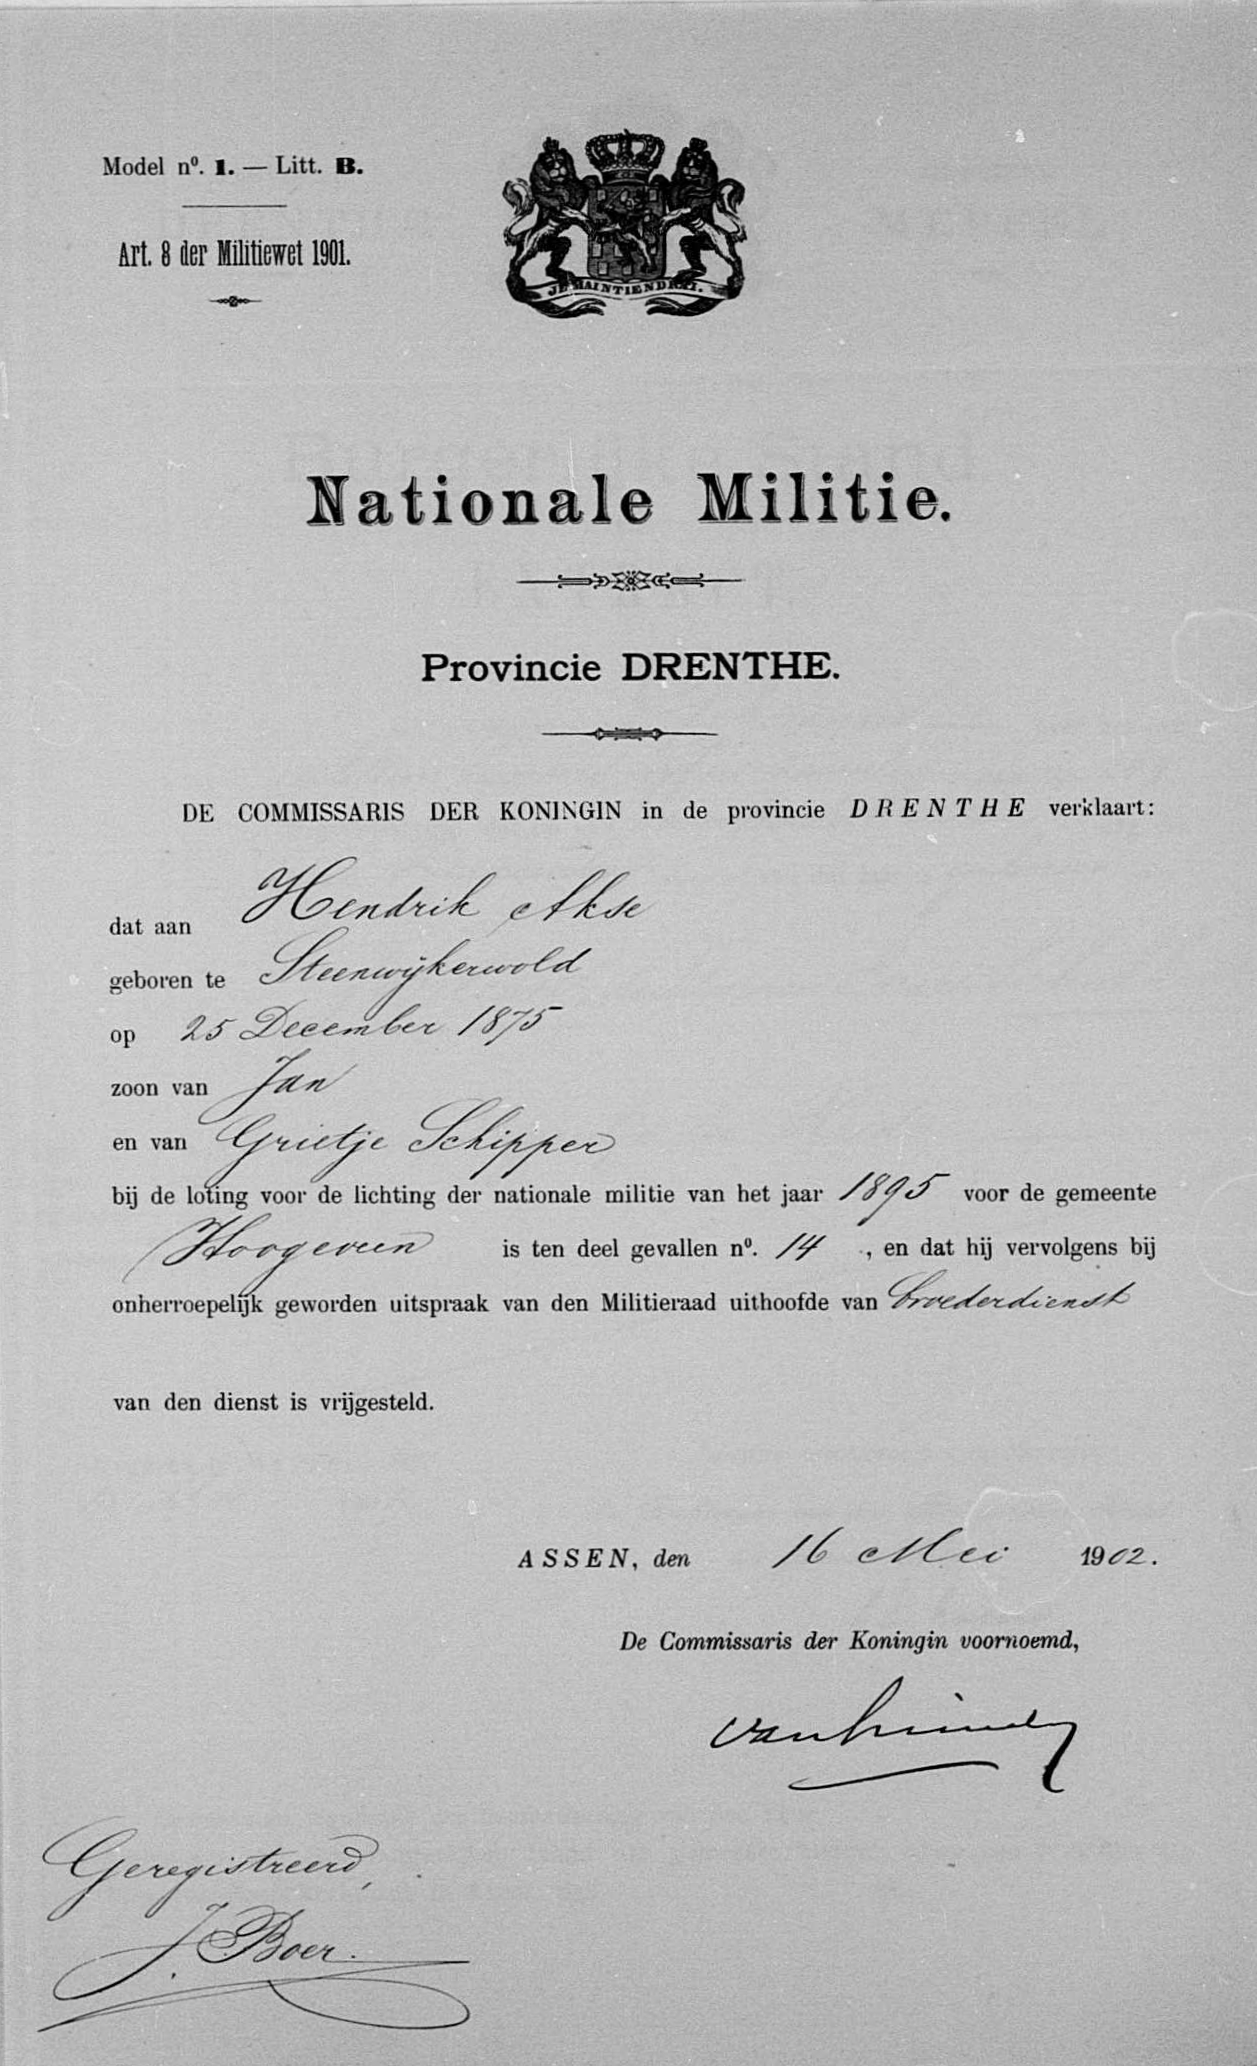 Model nº. 1. — Litt. B.
Art. 8 der Militiewet 1901.
JE MAINTIENDRAI.
Nationale Militie.
Provincie DRENTHE.
DE COMMISSARIS DER KONINGIN in de provincie DRENTHE verklaart:
dat aan Hendrik Akse
geboren te Steenwijkerwold
op 25 December 1875
zoon van Jan
en van Grietje Schipper
bij de loting voor de lichting der nationale militie van het jaar 1895 voor de gemeente
Hoogeveen is ten deel gevallen nº. 14, en dat hij vervolgens bij
onherroepelijk geworden uitspraak van den Militieraad uithoofde van broederdienst
van den dienst is vrijgesteld.
ASSEN, den 16 Mei 1902.
De Commissaris der Koningin voornoemd,
Geregistreerd,
J. Boer.